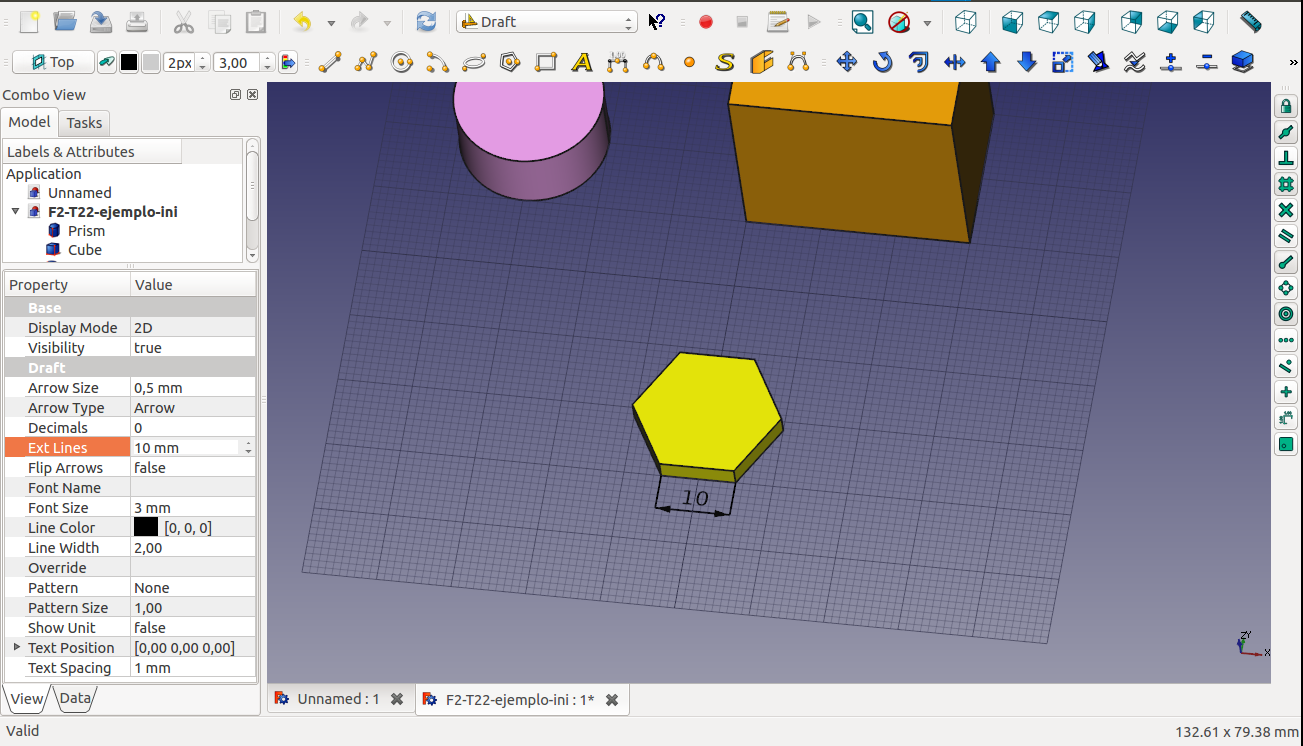 Draft
Top
2px
3,00
Combo View
Model
Tasks
Labels & Attributes
Application
Unnamed
F2-T22-ejemplo-ini
Prism
Cube
Property Value
Base
Display Mode 2D
Visibility true
Draft
Arrow Size 0,5 mm
Arrow Type Arrow
Decimals 0
Ext Lines 10 mm
Flip Arrows false
Font Name
Font Size 3 mm
Line Color [0, 0, 0]
Line Width 2,00
Override
Pattern None
Pattern Size 1,00
Show Unit false
Text Position [0,00 0,00 0,00]
Text Spacing 1 mm
View
Data
10
ZY
X
Unnamed : 1
F2-T22-ejemplo-ini : 1*
Valid
132.61 x 79.38 mm